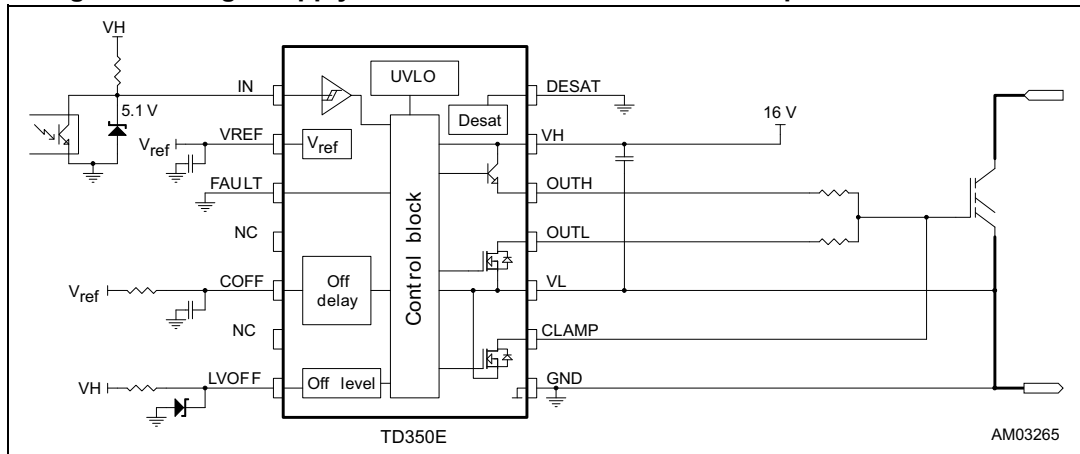 VH
IN
5.1 V
Vref
VREF
FAULT
NC
Vref
COFF
NC
VH
LVOFF
UVLO
Desat
Vref
Control block
Off
delay
Off level
DESAT
VH
16 V
OUTH
OUTL
VL
CLAMP
GND
TD350E
AM03265